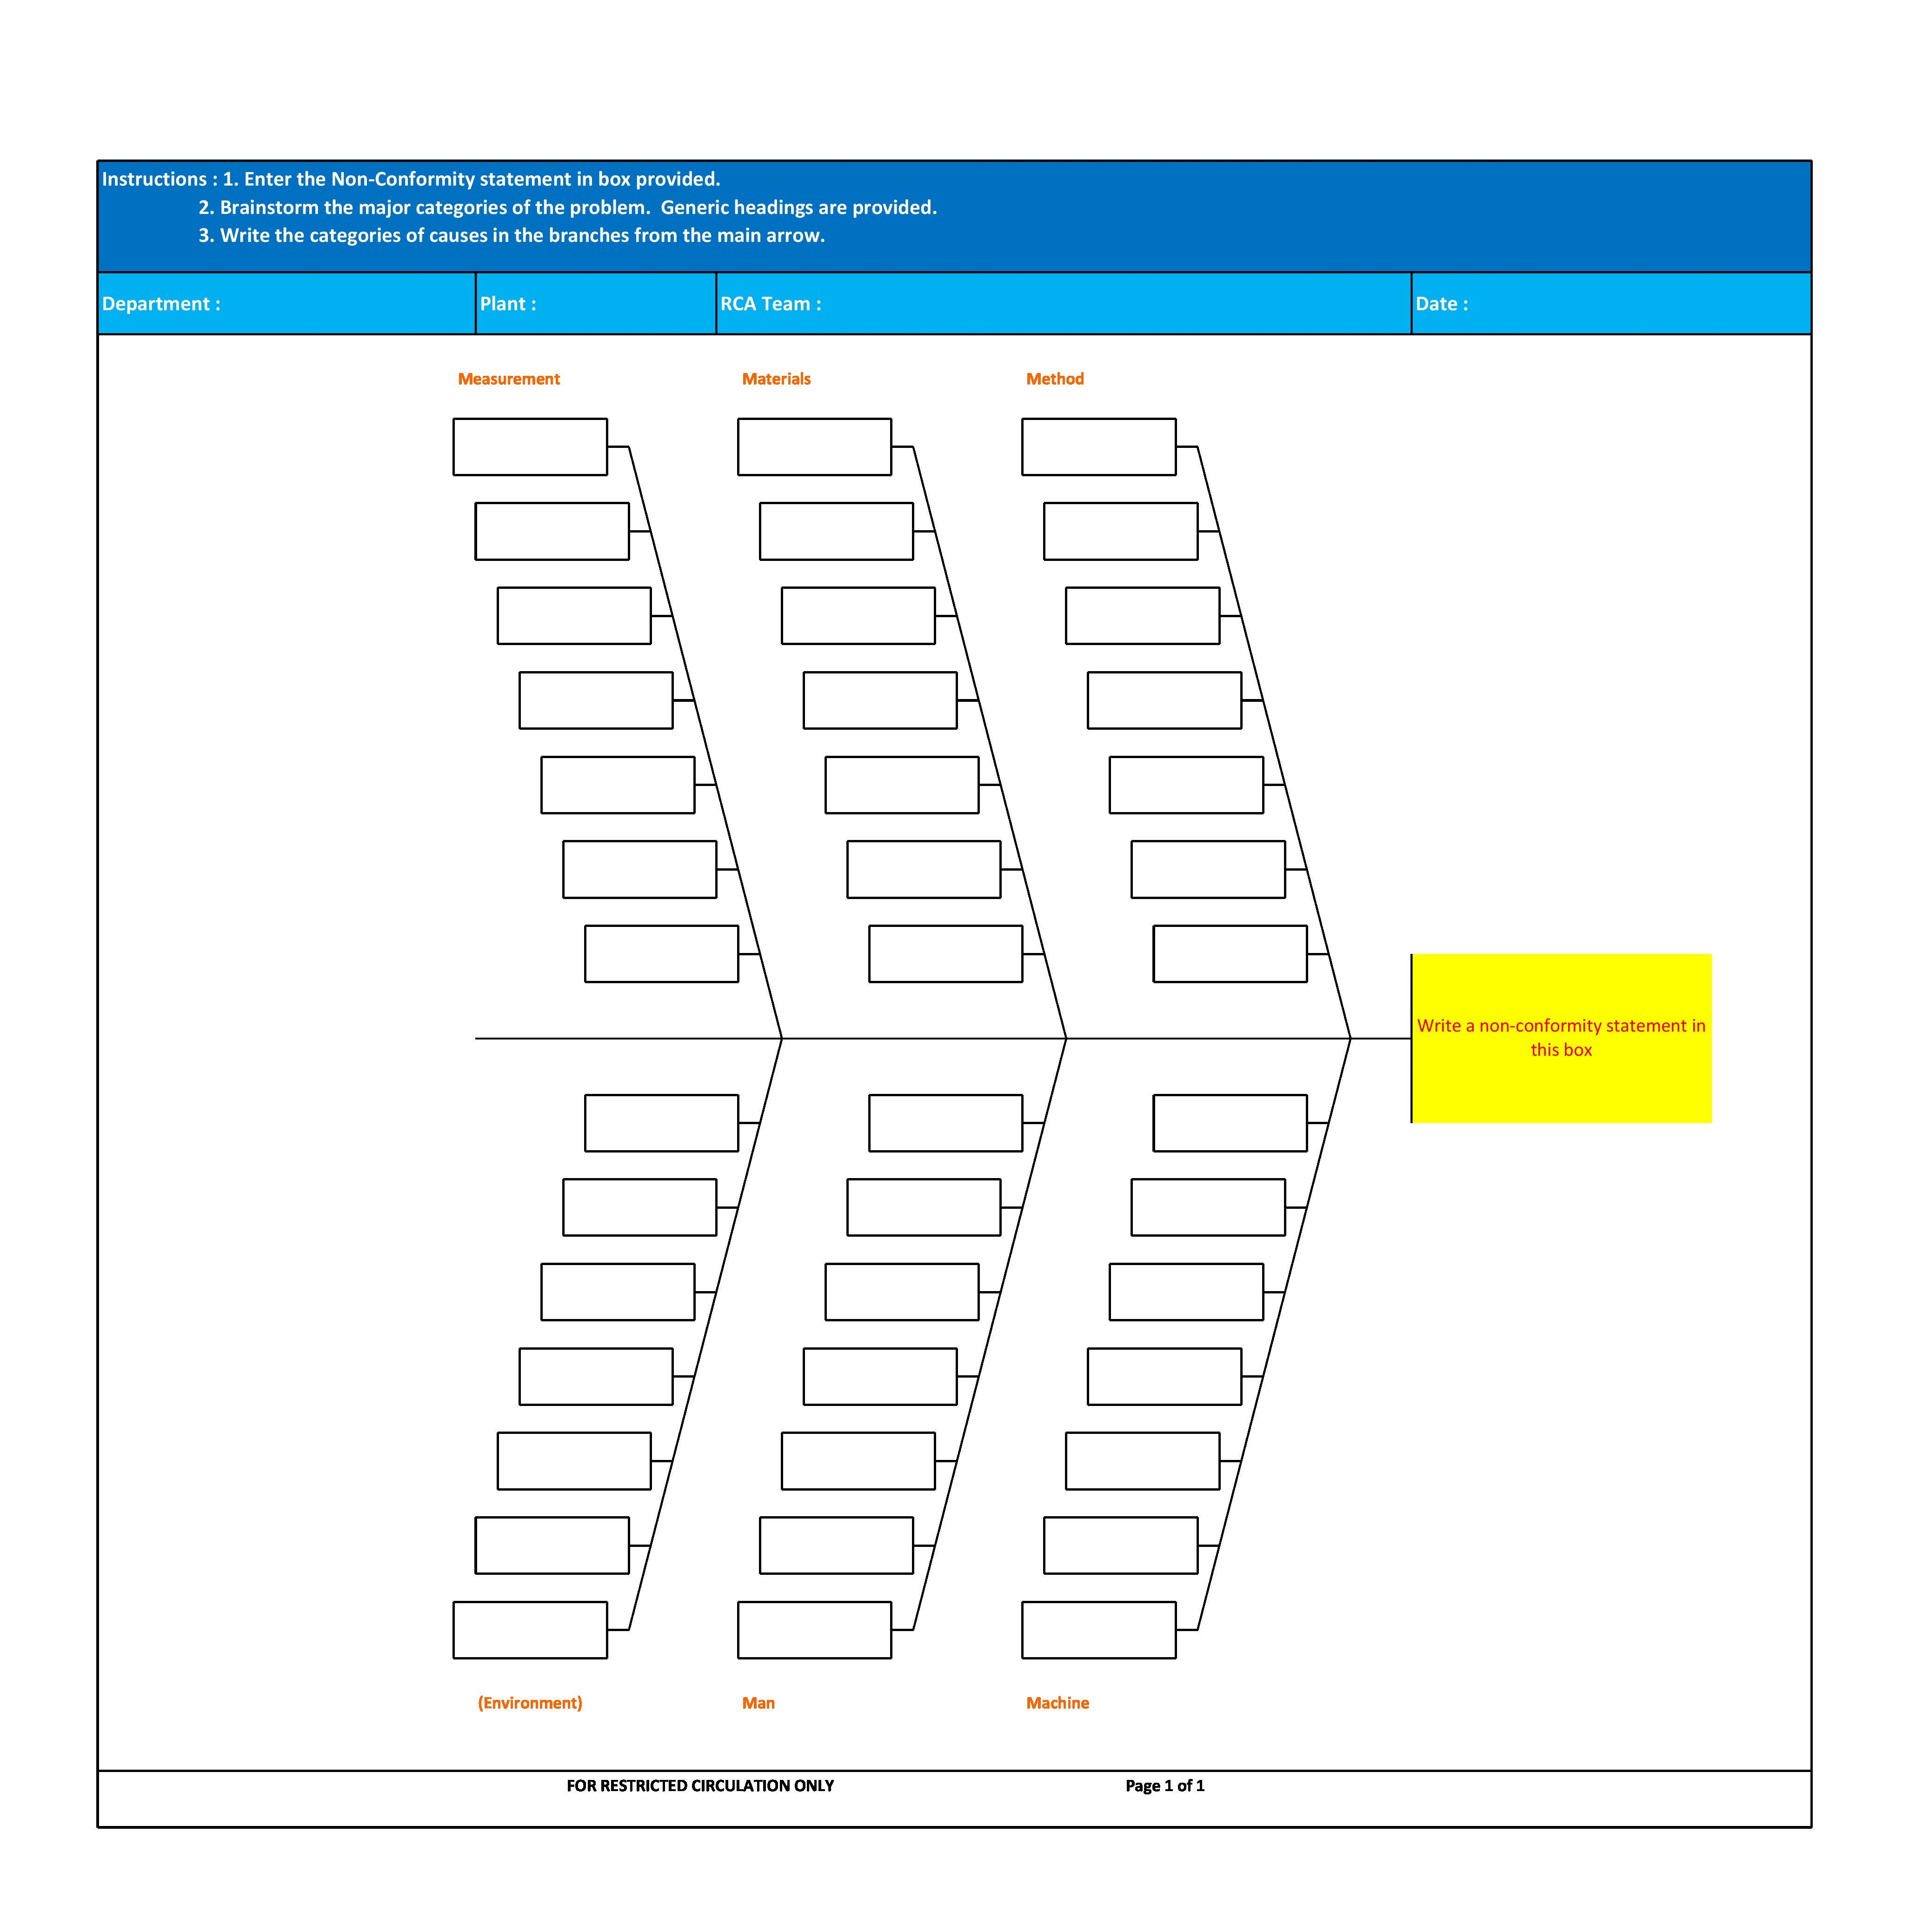 Instructions : 1. Enter the Non-Conformity statement in box provided.
2. Brainstorm the major categories of the problem.  Generic headings are provided.
3. Write the categories of causes in the branches from the main arrow.
Department : Plant : RCA Team : Date :
Measurement Materials Method
Write a non-conformity statement in
this box
(Environment) Man Machine
FOR RESTRICTED CIRCULATION ONLY Page 1 of 1